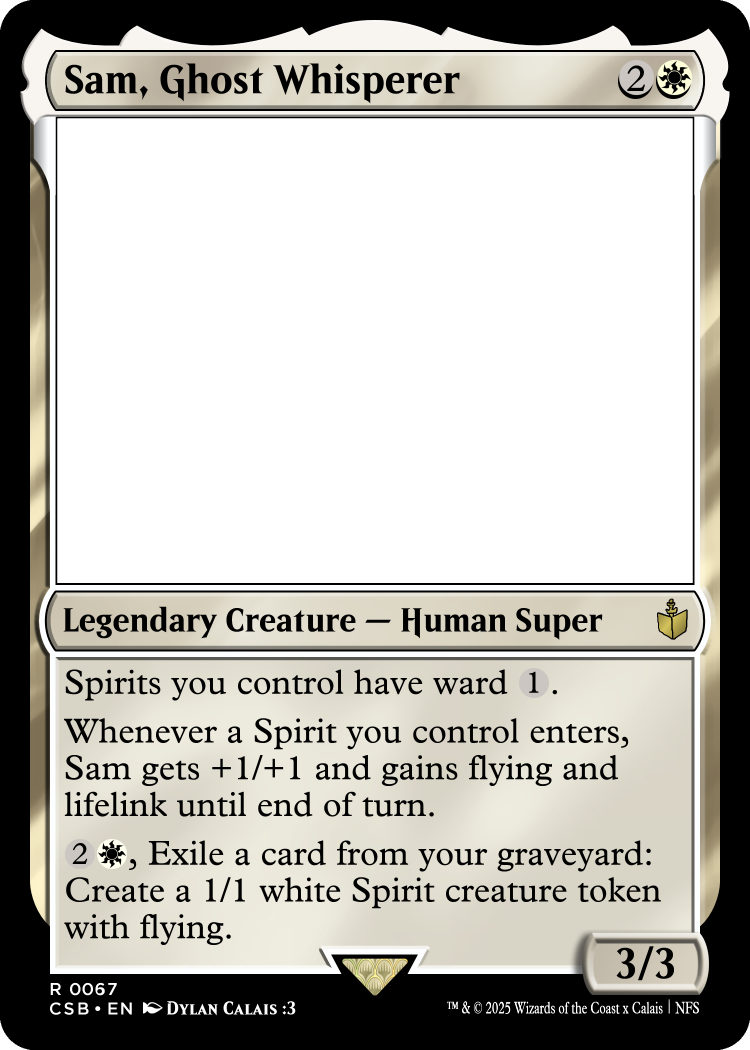 Sam, Ghost Whisperer 2
Legendary Creature — Human Super
Spirits you control have ward 1.
Whenever a Spirit you control enters,
Sam gets +1/+1 and gains flying and
lifelink until end of turn.
2, Exile a card from your graveyard:
Create a 1/1 white Spirit creature token
with flying.
3/3
R 0067
CSB • EN Dylan Calais :3
™ & © 2025 Wizards of the Coast x Calais | NFS